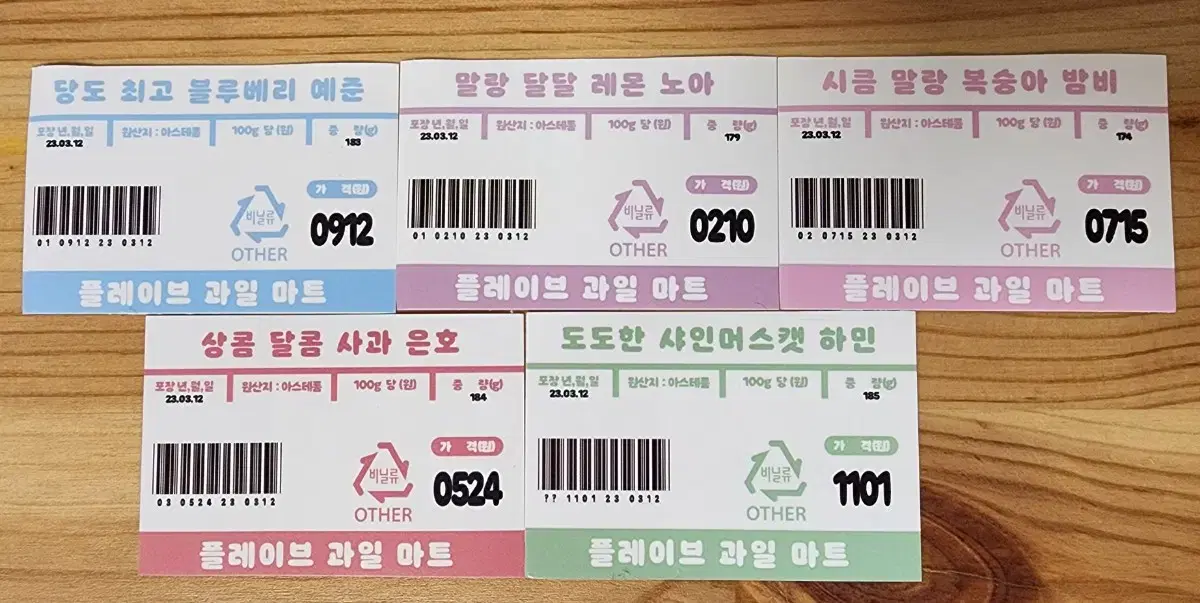 당도 최고 블루베리 예준
포장 년,월,일 원산지 : 아스테룸 100g 당 (원) 중 량(g)
23.03.12 183
가 격(원)
비닐류
0912
01 0912 23 0312
OTHER
플레이브 과일 마트
말랑 달달 레몬 노아
포장 년,월,일 원산지 : 아스테룸 100g 당 (원) 중 량(g)
23.03.12 179
가 격(원)
비닐류
0210
01 0210 23 0312
OTHER
플레이브 과일 마트
시큼 말랑 복숭아 밤비
포장 년,월,일 원산지 : 아스테룸 100g 당 (원) 중 량(g)
23.03.12 174
가 격(원)
비닐류
0715
02 0715 23 0312
OTHER
플레이브 과일 마트
상콤 달콤 사과 은호
포장 년,월,일 원산지 : 아스테룸 100g 당 (원) 중 량(g)
23.03.12 184
가 격(원)
비닐류
0524
03 0524 23 0312
OTHER
플레이브 과일 마트
도도한 샤인머스캣 하민
포장 년,월,일 원산지 : 아스테룸 100g 당 (원) 중 량(g)
23.03.12 185
가 격(원)
비닐류
1101
?? 1101 23 0312
OTHER
플레이브 과일 마트